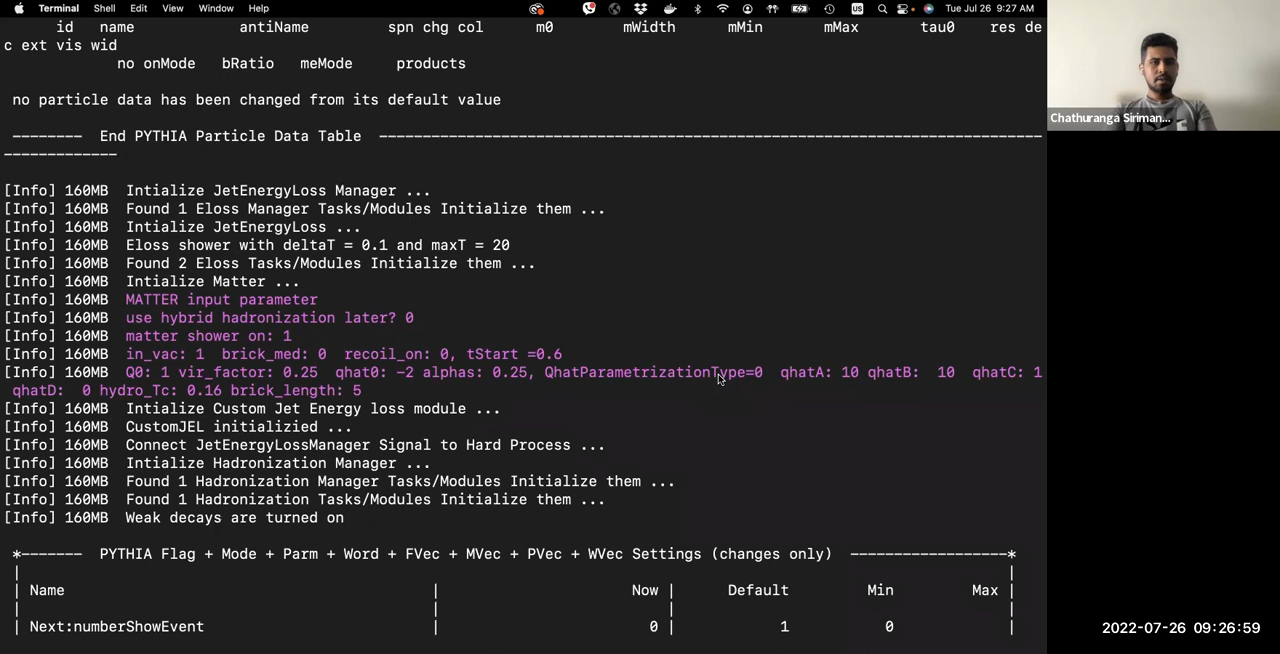 Terminal Shell Edit View Window Help US Tue Jul 26 9:27 AM
id name antiName spn chg col m0 mWidth mMin mMax tau0 res de
c ext vis wid
no onMode bRatio meMode products
no particle data has been changed from its default value
-------- End PYTHIA Particle Data Table -----------------------------------------------------------------------------
-------------
[Info] 160MB Intialize JetEnergyLoss Manager ...
[Info] 160MB Found 1 Eloss Manager Tasks/Modules Initialize them ...
[Info] 160MB Intialize JetEnergyLoss ...
[Info] 160MB Eloss shower with deltaT = 0.1 and maxT = 20
[Info] 160MB Found 2 Eloss Tasks/Modules Initialize them ...
[Info] 160MB Intialize Matter ...
[Info] 160MB MATTER input parameter
[Info] 160MB use hybrid hadronization later? 0
[Info] 160MB matter shower on: 1
[Info] 160MB in_vac: 1 brick_med: 0 recoil_on: 0, tStart =0.6
[Info] 160MB Q0: 1 vir_factor: 0.25 qhat0: -2 alphas: 0.25, QhatParametrizationType=0 qhatA: 10 qhatB: 10 qhatC: 1
qhatD: 0 hydro_Tc: 0.16 brick_length: 5
[Info] 160MB Intialize Custom Jet Energy loss module ...
[Info] 160MB CustomJEL initializied ...
[Info] 160MB Connect JetEnergyLossManager Signal to Hard Process ...
[Info] 160MB Intialize Hadronization Manager ...
[Info] 160MB Found 1 Hadronization Manager Tasks/Modules Initialize them ...
[Info] 160MB Found 1 Hadronization Tasks/Modules Initialize them ...
[Info] 160MB Weak decays are turned on
*------- PYTHIA Flag + Mode + Parm + Word + FVec + MVec + PVec + WVec Settings (changes only) ------------------*
| |
| Name | Now | Default Min Max |
| | | |
| Next:numberShowEvent | 0 | 1 0 |
Chathuranga Siriman...
2022-07-26 09:26:59